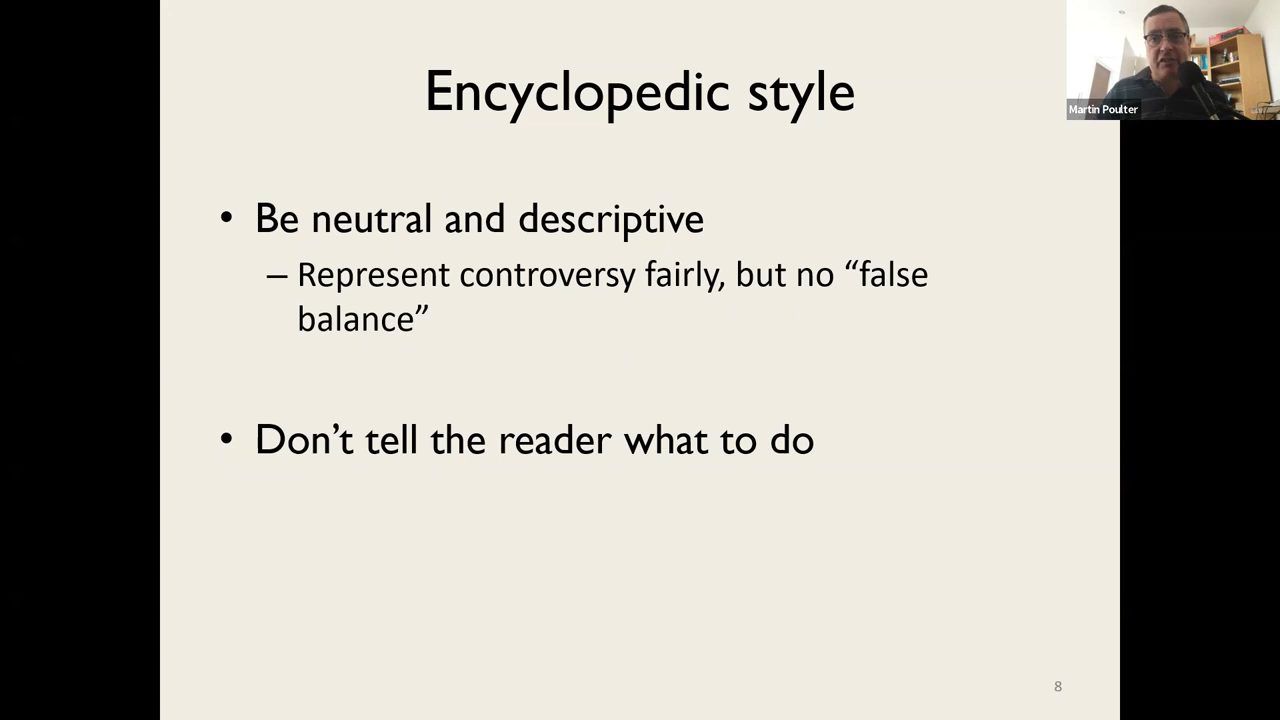 Encyclopedic style
Martin Poulter
• Be neutral and descriptive
– Represent controversy fairly, but no “false
balance”
• Don’t tell the reader what to do
8